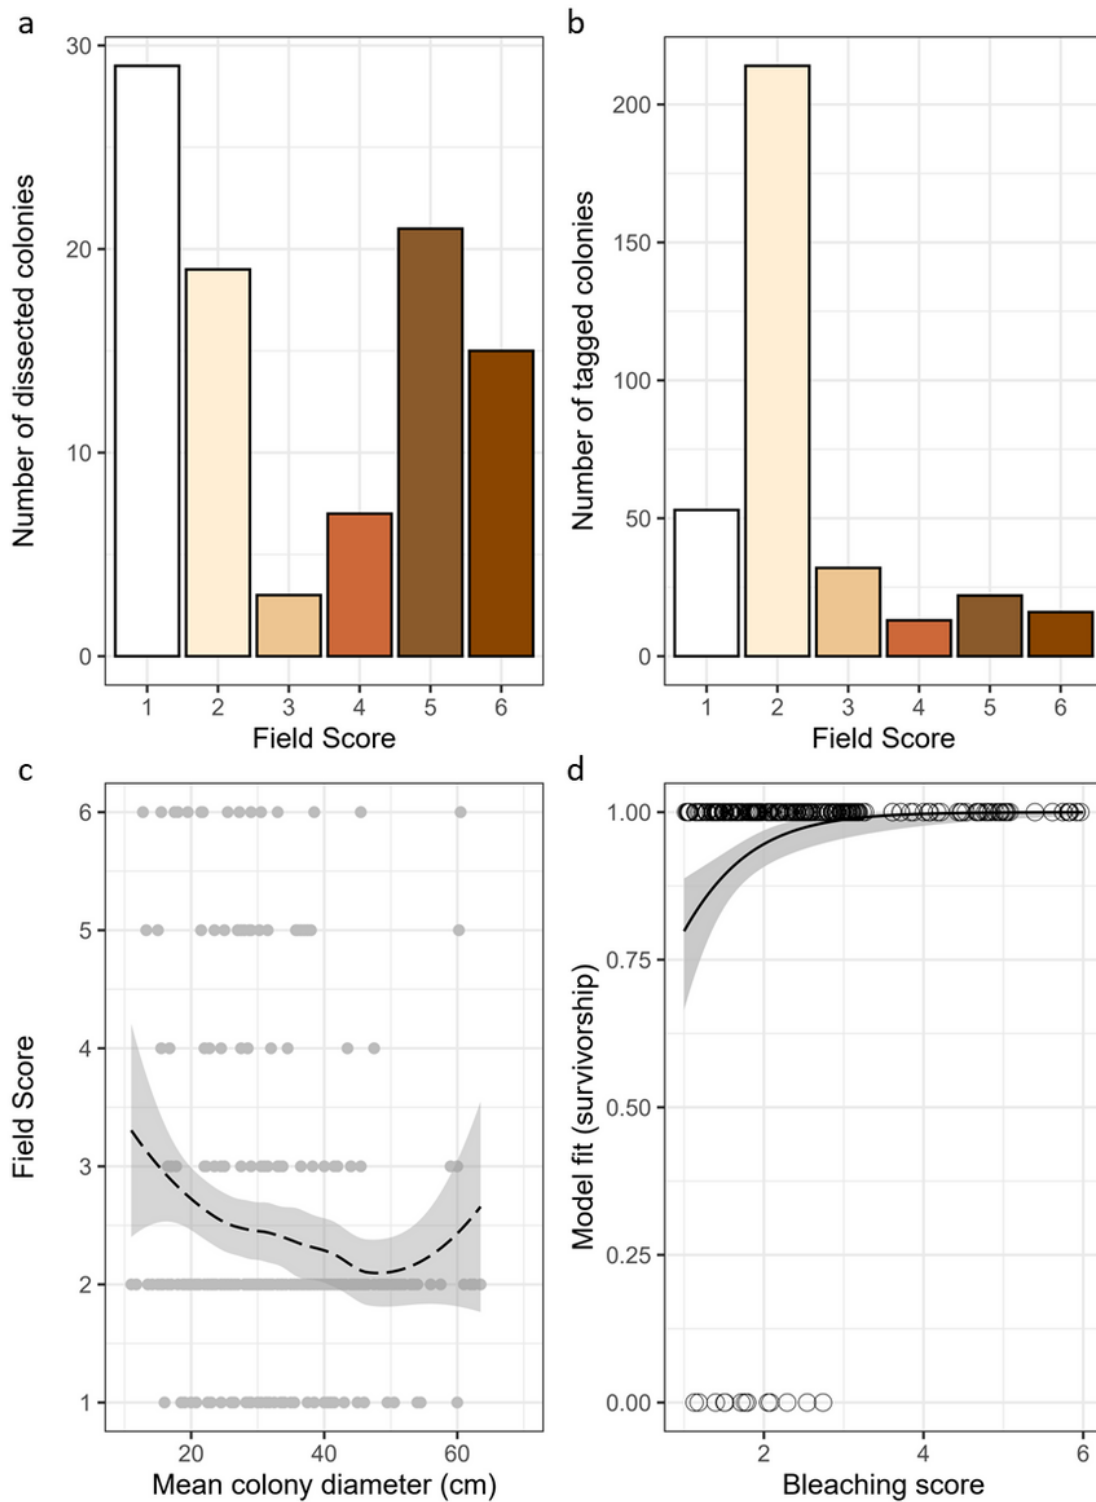 a
30
20
10
0
Number of dissected colonies
1 2 3 4 5 6
Field Score
b
200
150
100
50
0
Number of tagged colonies
1 2 3 4 5 6
Field Score
c
6
5
4
3
2
1
Field Score
20 40 60
Mean colony diameter (cm)
d
1.00
0.75
0.50
0.25
0.00
Model fit (survivorship)
2 4 6
Bleaching score